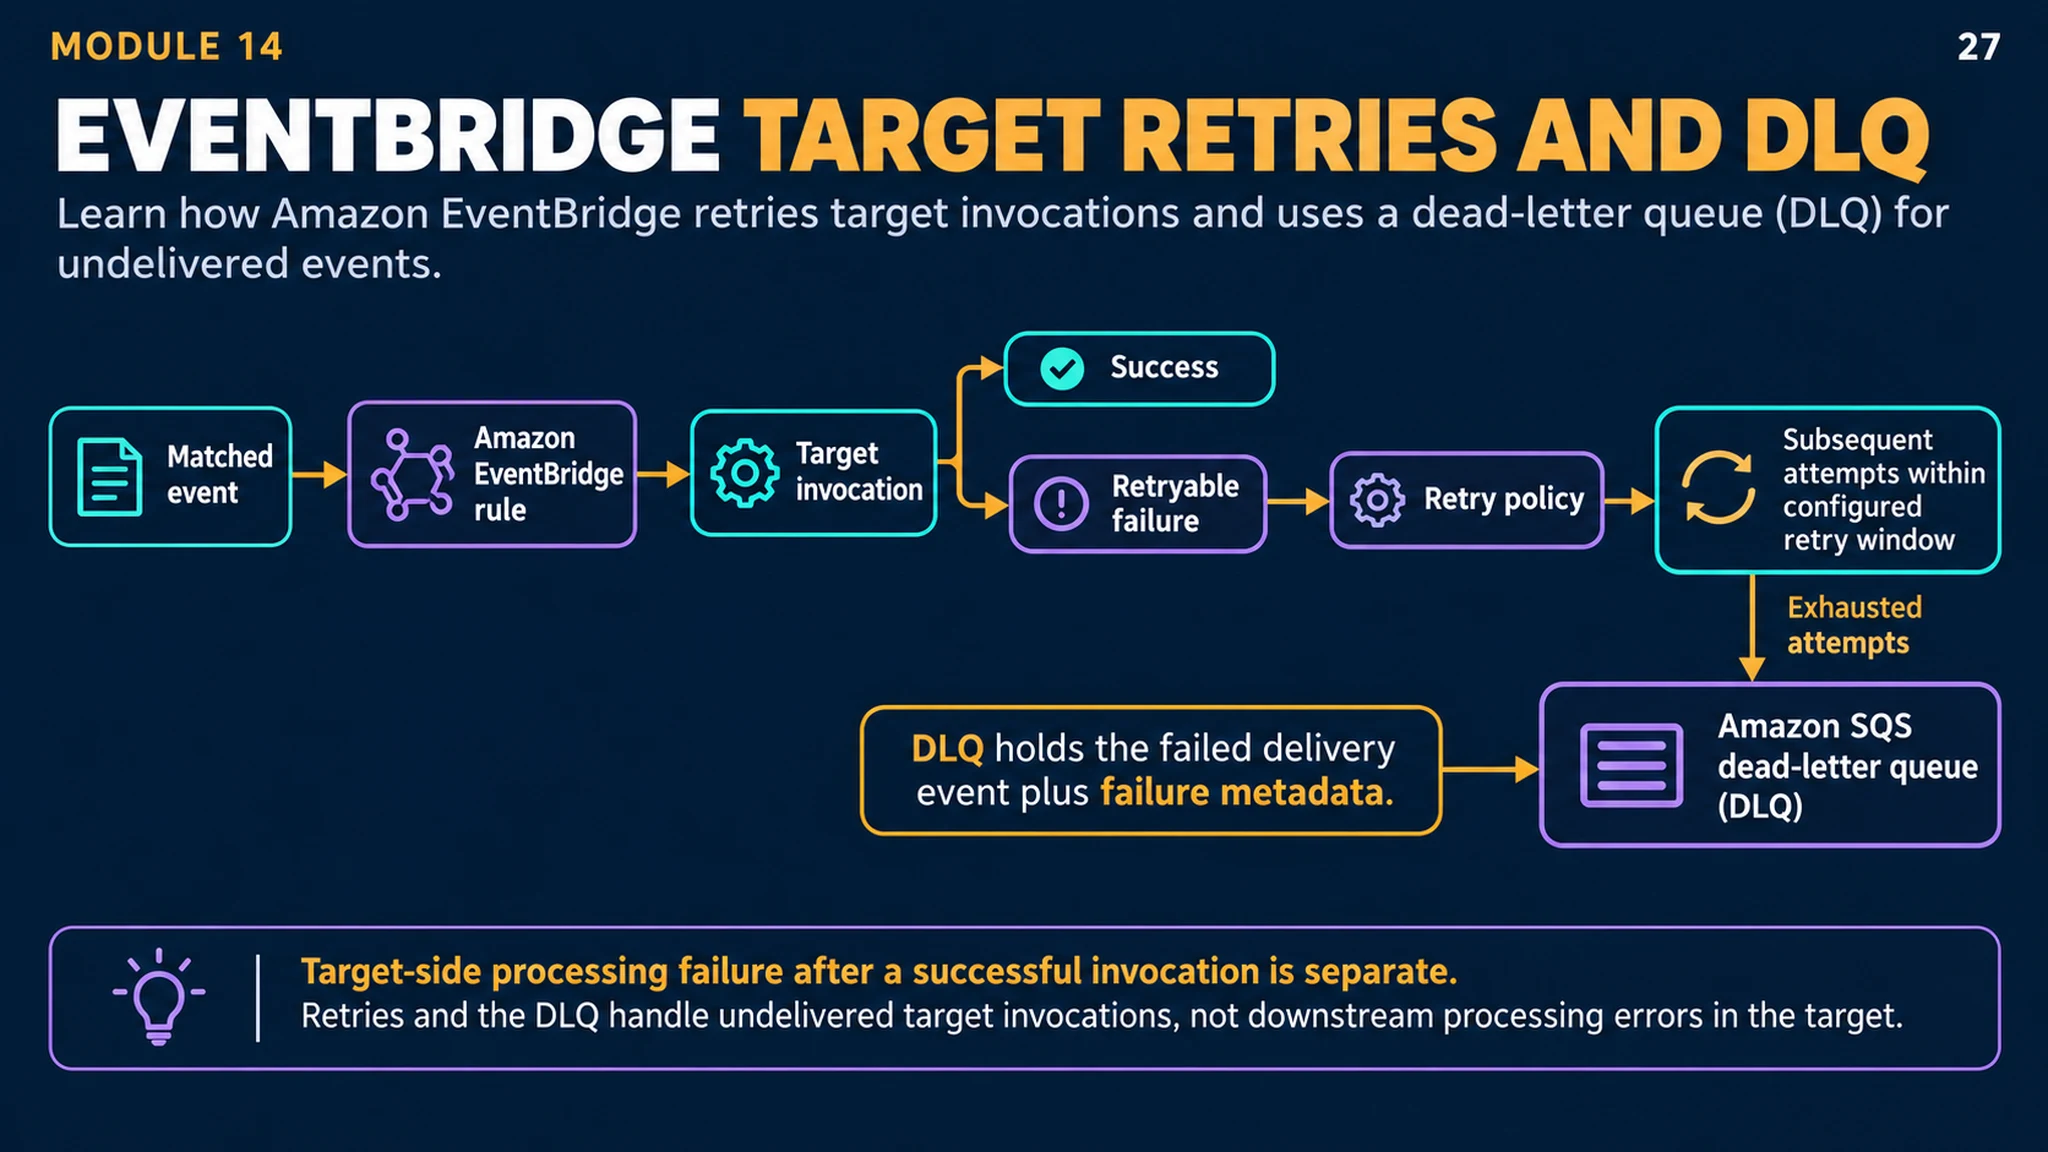 MODULE 14
27
EVENTBRIDGE TARGET RETRIES AND DLQ
Learn how Amazon EventBridge retries target invocations and uses a dead-letter queue (DLQ) for
undelivered events.
Matched
event
Amazon
EventBridge
rule
Target
invocation
Success
Retryable
failure
Retry policy
Subsequent
attempts within
configured
retry window
Exhausted
attempts
DLQ holds the failed delivery
event plus failure metadata.
Amazon SQS
dead-letter queue
(DLQ)
Target-side processing failure after a successful invocation is separate.
Retries and the DLQ handle undelivered target invocations, not downstream processing errors in the target.